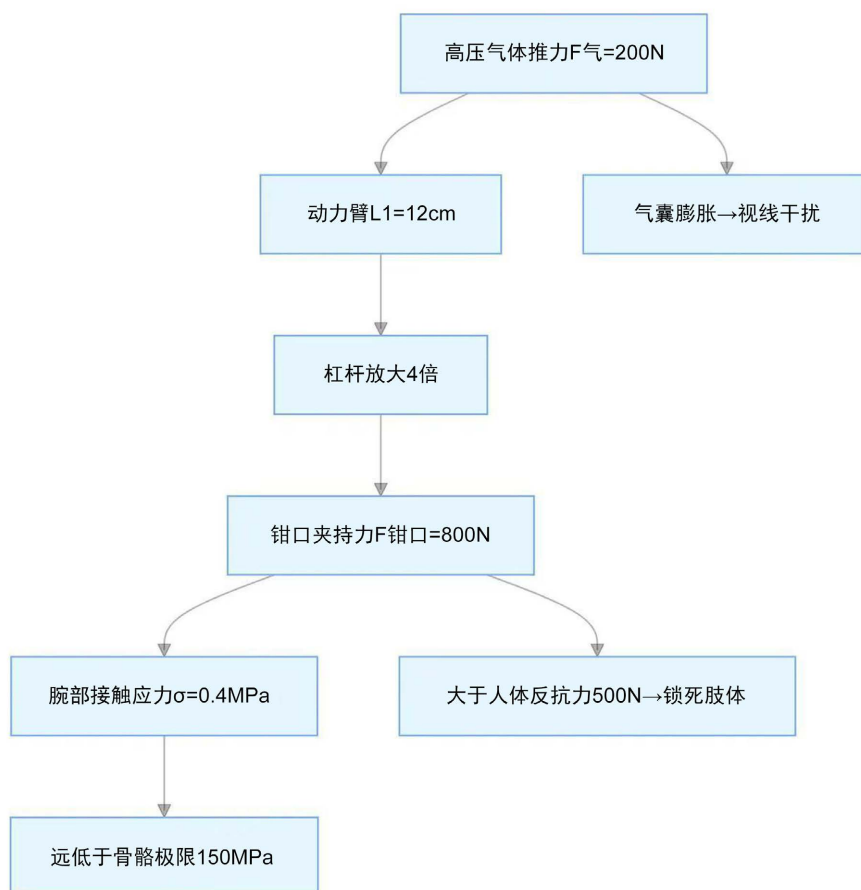 高压气体推力F气=200N
动力臂L1=12cm
气囊膨胀→视线干扰
杠杆放大4倍
钳口夹持力F钳口=800N
腕部接触应力σ=0.4MPa
大于人体反抗力500N→锁死肢体
远低于骨骼极限150MPa